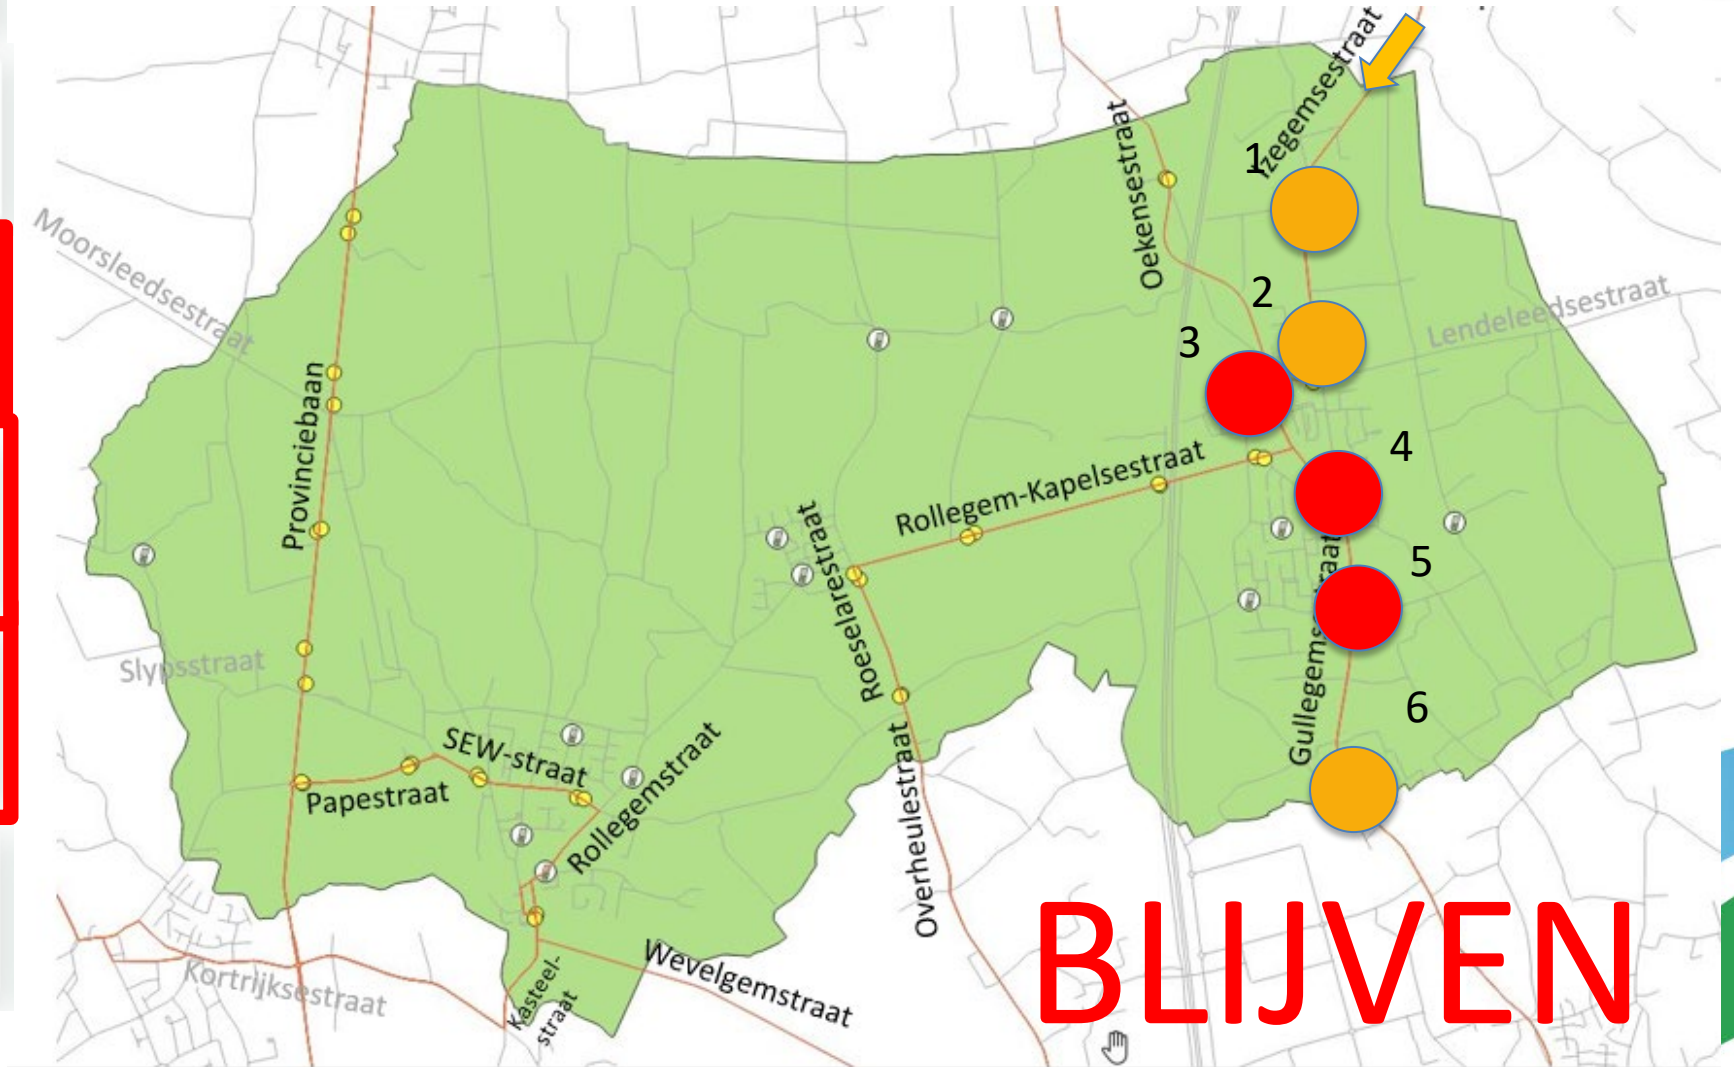 Izegemsestraat
1
Oekensestraat
Moorsleedsestraat
2
Lendeleedsestraat
3
Provinciebaan
4
Rollegem-Kapelsestraat
Roeselarestraat
5
Gullegemsestraat
Slypsstraat
6
SEW-straat
Papestraat
Rollegemstraat
Overheulestraat
BLIJVEN
Wevelgemstraat
Kortrijksestraat
Kasteel-
straat